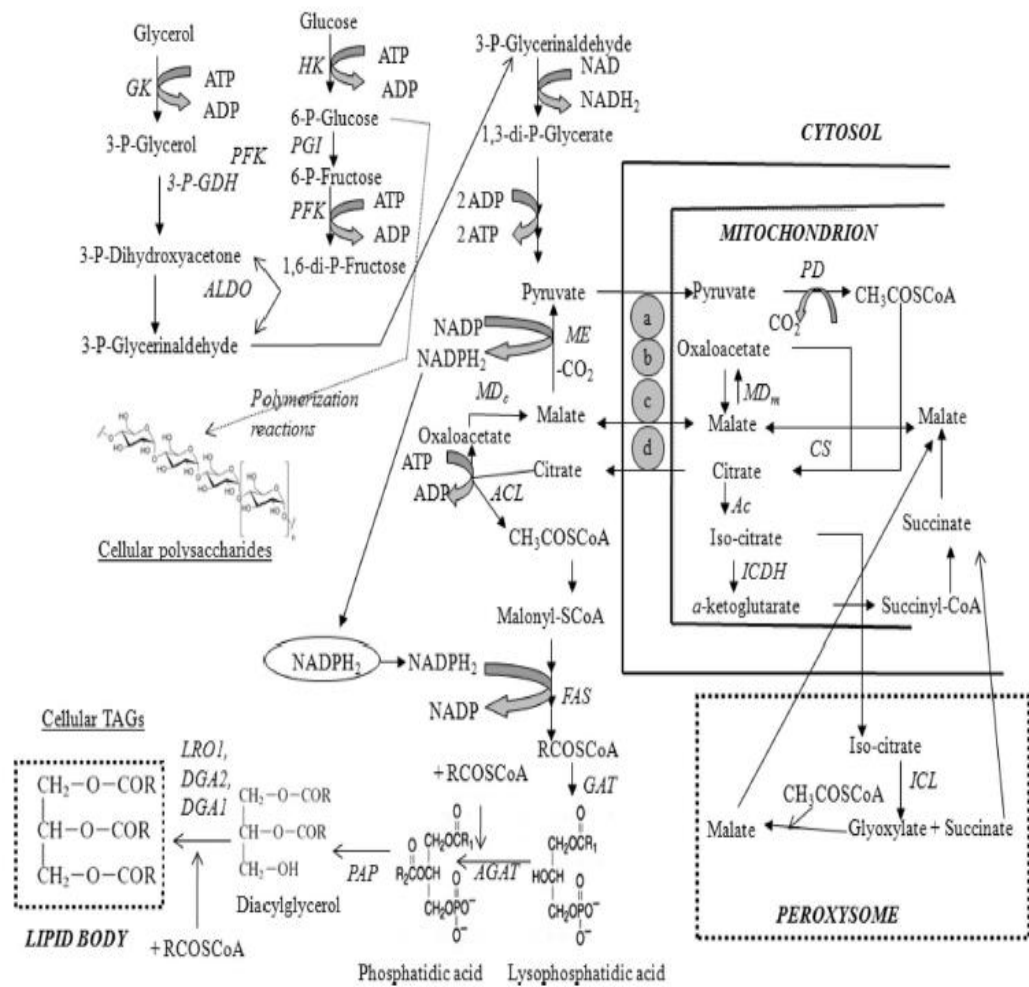 Glycerol
GK
ATP
ADP
3-P-Glycerol
3-P-GDH
3-P-Dihydroxyacetone
ALDO
3-P-Glycerinaldehyde
Glucose
HK
ATP
ADP
6-P-Glucose
PGI
PFK
6-P-Fructose
PFK
ATP
ADP
1,6-di-P-Fructose
Polymerization
reactions
Cellular polysaccharides
3-P-Glycerinaldehyde
NAD
NADH2
1,3-di-P-Glycerate
2 ADP
2 ATP
Pyruvate
NADP
NADPH2
ME
-CO2
MDc
Malate
Oxaloacetate
ATP
ADP
ACL
Citrate
CH3COSCoA
Malonyl-SCoA
NADPH2
NADPH2
NADP
FAS
RCOSCoA
GAT
CYTOSOL
MITOCHONDRION
a
b
c
d
Pyruvate
PD
CO2
CH3COSCoA
Oxaloacetate
MDm
Malate
Malate
CS
Citrate
Ac
Iso-citrate
ICDH
a-ketoglutarate
Succinyl-CoA
Succinate
Iso-citrate
ICL
CH3COSCoA
Glyoxylate + Succinate
Malate
PEROXYSOME
Cellular TAGs
CH2-O-COR
CH-O-COR
CH2-O-COR
LIPID BODY
LRO1,
DGA2,
DGA1
+RCOSCoA
CH2-O-COR
CH-O-COR
CH2-OH
Diacylglycerol
PAP
+RCOSCoA
O
CH2OCR1
O
R2COCH
O
CH2OPO-
O-
Phosphatidic acid
AGAT
O
CH2OCR1
HOCH
O
CH2OPO-
O-
Lysophosphatidic acid